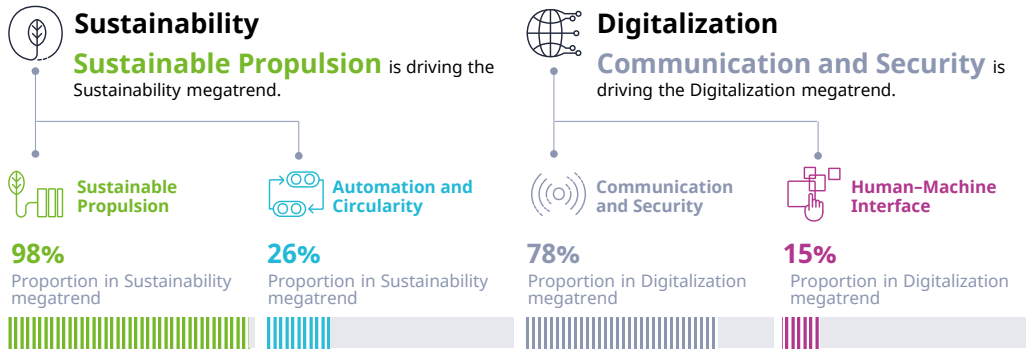 Sustainability
Sustainable Propulsion is driving the
Sustainability megatrend.
Sustainable
Propulsion
98%
Proportion in Sustainability
megatrend
Automation and
Circularity
26%
Proportion in Sustainability
megatrend
Digitalization
Communication and Security is
driving the Digitalization megatrend.
Communication
and Security
78%
Proportion in Digitalization
megatrend
Human–Machine
Interface
15%
Proportion in Digitalization
megatrend